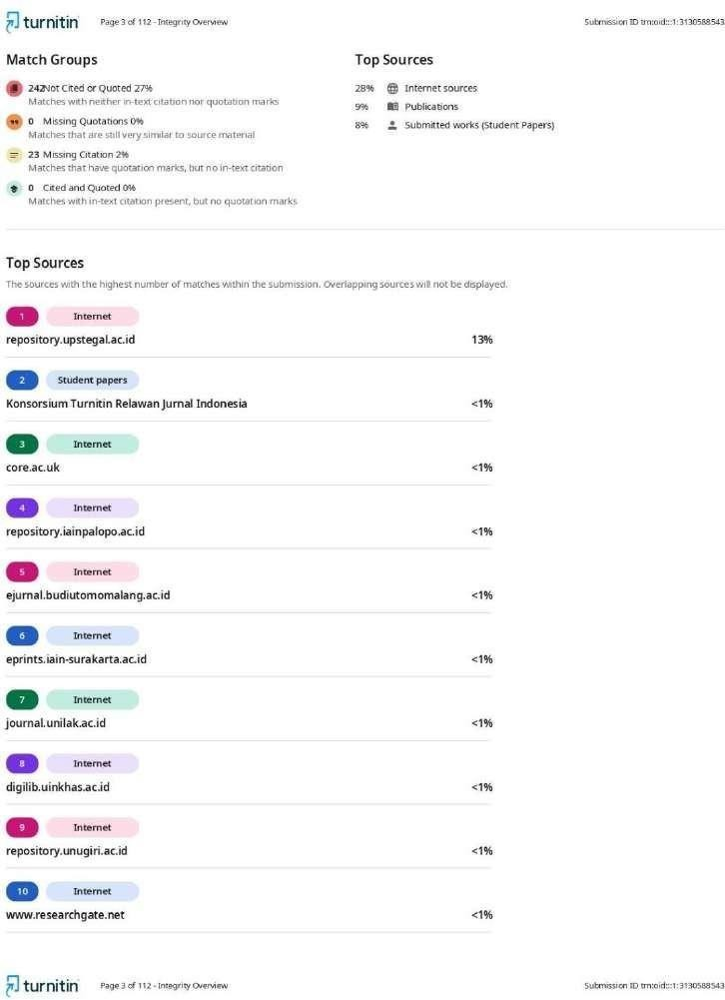 turnitin Page 3 of 112 - Integrity Overview Submission ID trn:oid:::1:3130588543
Match Groups
242 Not Cited or Quoted 27%
Matches with neither in-text citation nor quotation marks
0 Missing Quotations 0%
Matches that are still very similar to source material
23 Missing Citation 2%
Matches that have quotation marks, but no in-text citation
0 Cited and Quoted 0%
Matches with in-text citation present, but no quotation marks
Top Sources
28% Internet sources
9% Publications
8% Submitted works (Student Papers)
Top Sources
The sources with the highest number of matches within the submission. Overlapping sources will not be displayed.
1 Internet
repository.upstegal.ac.id 13%
2 Student papers
Konsorsium Turnitin Relawan Jurnal Indonesia <1%
3 Internet
core.ac.uk <1%
4 Internet
repository.iainpalopo.ac.id <1%
5 Internet
ejurnal.budiutomomalang.ac.id <1%
6 Internet
eprints.iain-surakarta.ac.id <1%
7 Internet
journal.unilak.ac.id <1%
8 Internet
digilib.uinkhas.ac.id <1%
9 Internet
repository.unugiri.ac.id <1%
10 Internet
www.researchgate.net <1%
turnitin Page 3 of 112 - Integrity Overview Submission ID trn:oid:::1:3130588543